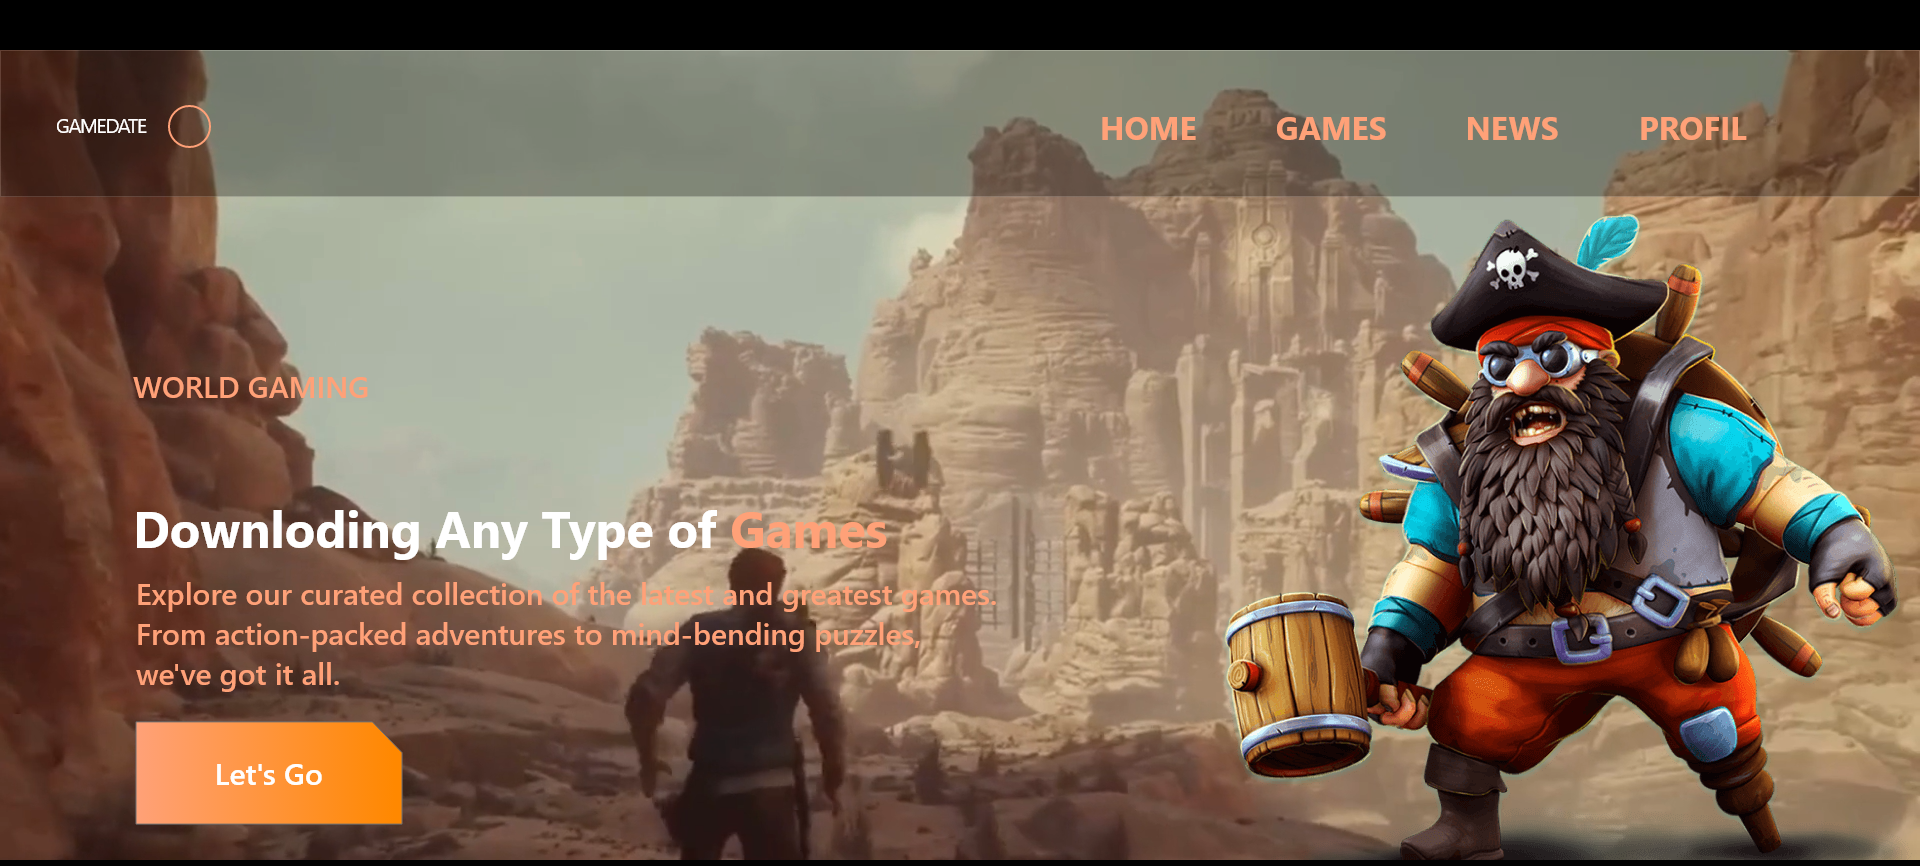 GAMEDATE
HOME GAMES NEWS PROFIL
WORLD GAMING
Downloding Any Type of Games
Explore our curated collection of the latest and greatest games.
From action-packed adventures to mind-bending puzzles,
we've got it all.
Let's Go